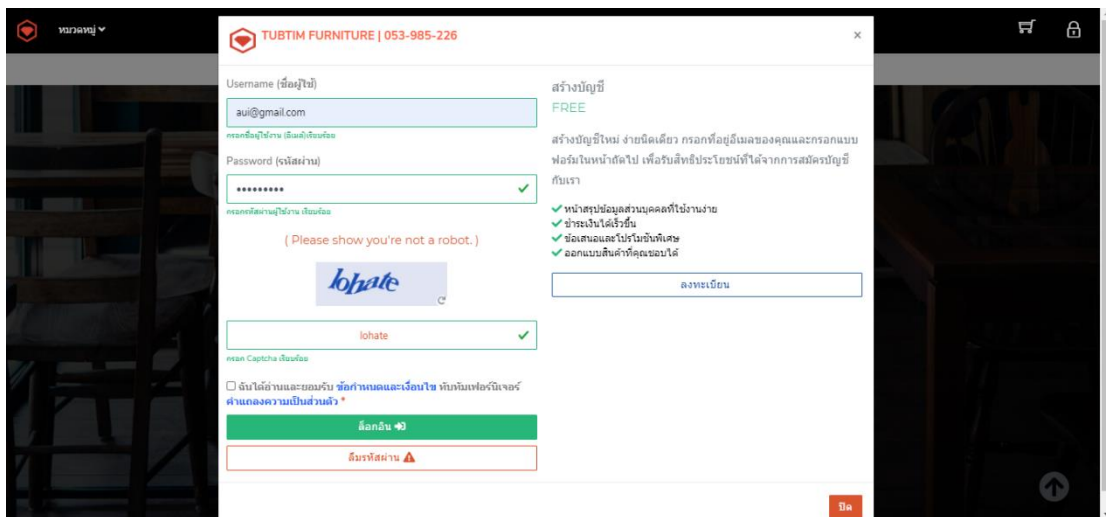 หมวดหมู่
TUBTIM FURNITURE | 053-985-226
×
Username (ชื่อผู้ใช้)
aui@gmail.com
กรอกชื่อผู้ใช้งาน (อีเมล์)เรียบร้อย
Password (รหัสผ่าน)
•••••••••
กรอกรหัสผ่านผู้ใช้งาน เรียบร้อย
( Please show you're not a robot. )
lohate
lohate
กรอก Captcha เรียบร้อย
ฉันได้อ่านและยอมรับ ข้อกำหนดและเงื่อนไข ทับทิมเฟอร์นิเจอร์
คำแถลงความเป็นส่วนตัว *
ล็อกอิน
ลืมรหัสผ่าน
สร้างบัญชี
FREE
สร้างบัญชีใหม่ ง่ายนิดเดียว กรอกที่อยู่อีเมลของคุณและกรอกแบบ
ฟอร์มในหน้าถัดไป เพื่อรับสิทธิประโยชน์ที่ได้จากการสมัครบัญชี
กับเรา
หน้าสรุปข้อมูลส่วนบุคคลที่ใช้งานง่าย
ชำระเงินได้เร็วขึ้น
ข้อเสนอและโปรโมชันพิเศษ
ออกแบบสินค้าที่คุณชอบได้
ลงทะเบียน
ปิด